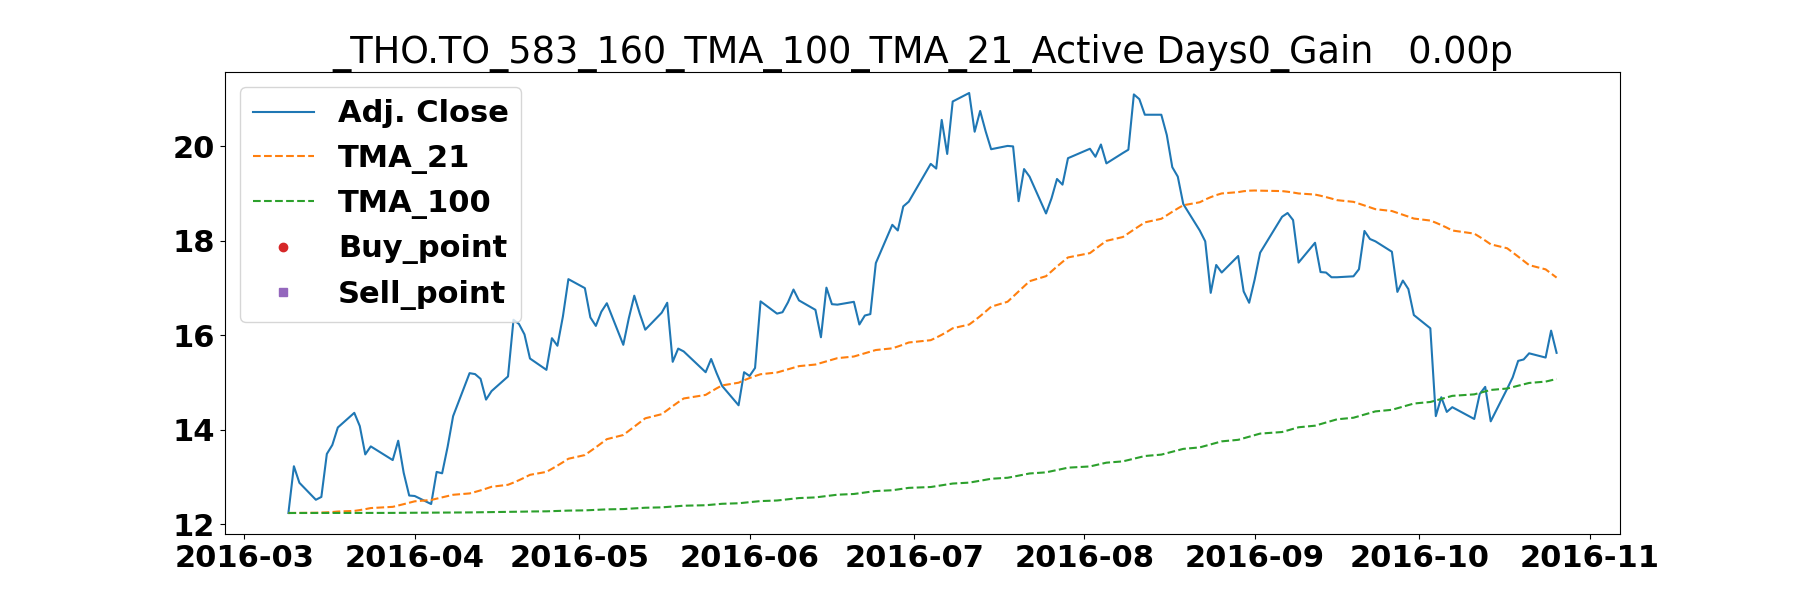 _THO.TO_583_160_TMA_100_TMA_21_Active Days0_Gain   0.00p
Adj. Close
TMA_21
TMA_100
Buy_point
Sell_point
20
18
16
14
12
2016-03 2016-04 2016-05 2016-06 2016-07 2016-08 2016-09 2016-10 2016-11